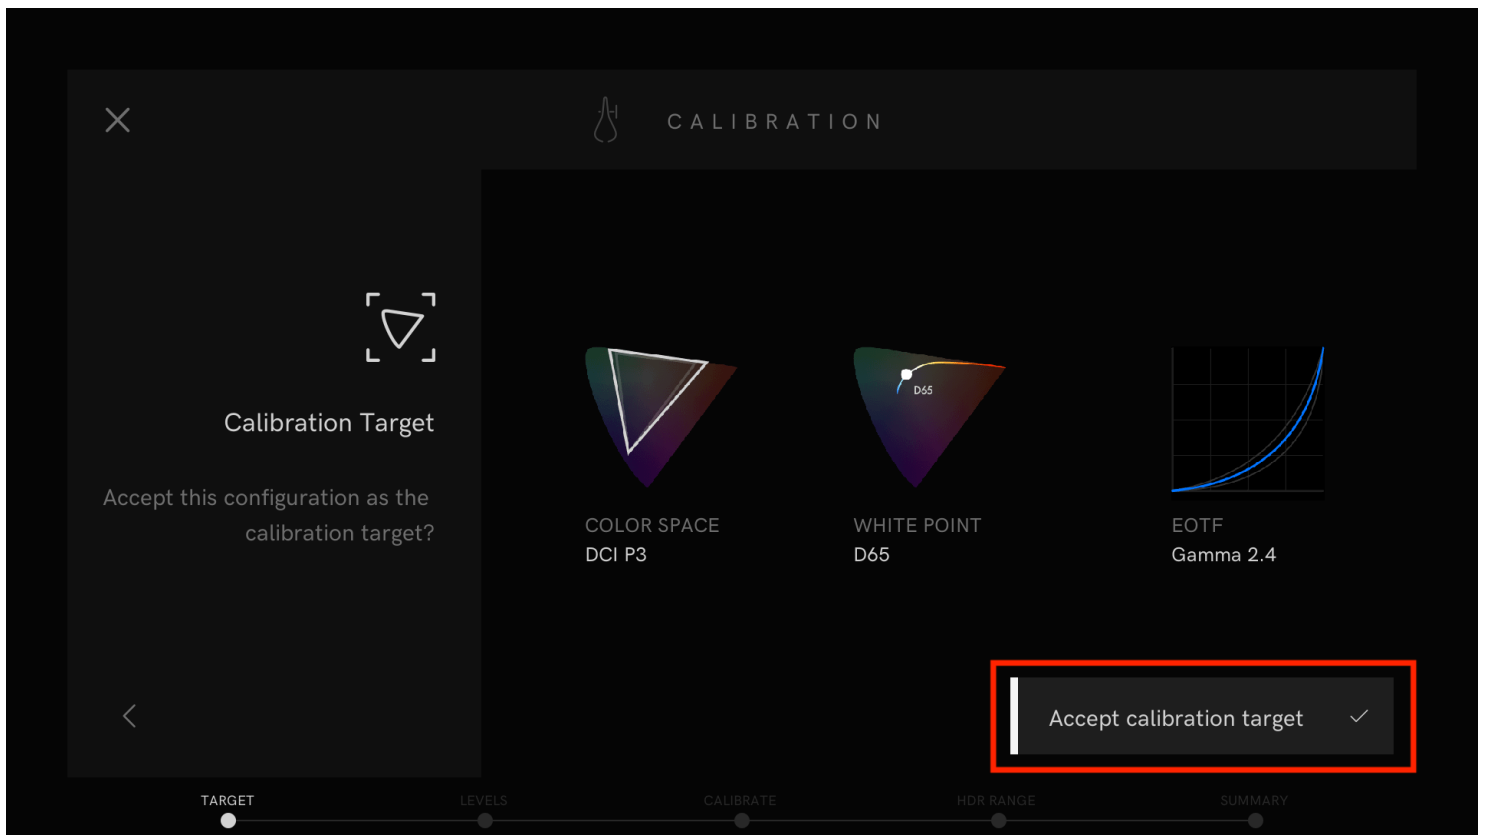 CALIBRATION
Calibration Target
Accept this configuration as the
calibration target?
D65
COLOR SPACE
DCI P3
WHITE POINT
D65
EOTF
Gamma 2.4
Accept calibration target
TARGET
LEVELS
CALIBRATE
HDR RANGE
SUMMARY